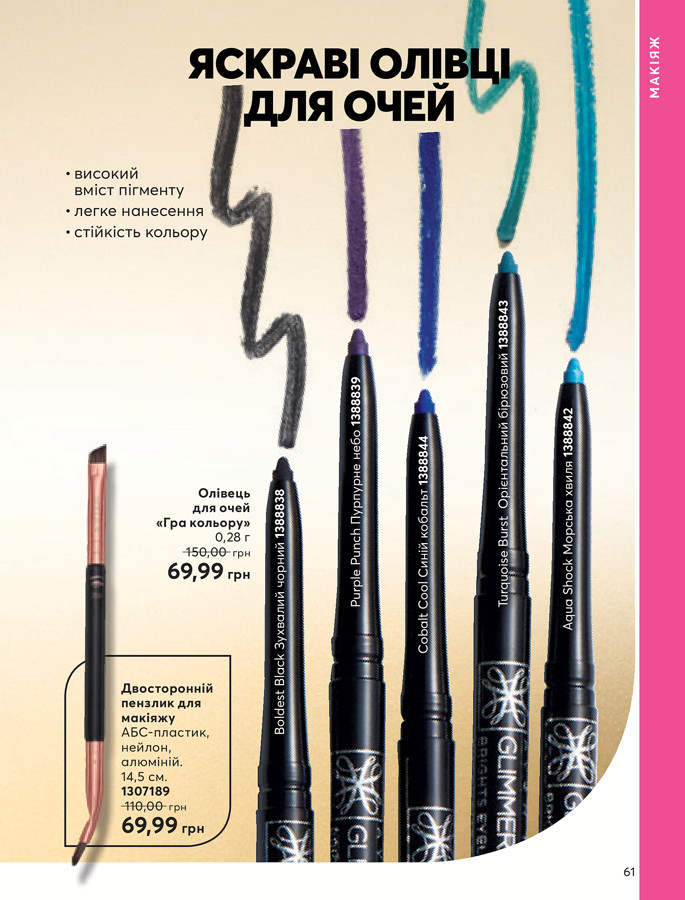 МАКІЯЖ
ЯСКРАВІ ОЛІВЦІ
ДЛЯ ОЧЕЙ
• високий
вміст пігменту
• легке нанесення
• стійкість кольору
Олівець
для очей
«Гра кольору»
0,28 г
150,00 грн
69,99 грн
Boldest Black Зухвалий чорний 1388838
Purple Punch Пурпурне небо 1388839
Cobalt Cool Синій кобальт 1388844
Turquoise Burst Орієнтальний бірюзовий 1388843
Aqua Shock Морська хвиля 1388842
GLIMMER
BRIGHTS EYEL
Двосторонній
пензлик для
макіяжу
АБС-пластик,
нейлон,
алюміній.
14,5 см.
1307189
110,00 грн
69,99 грн
61